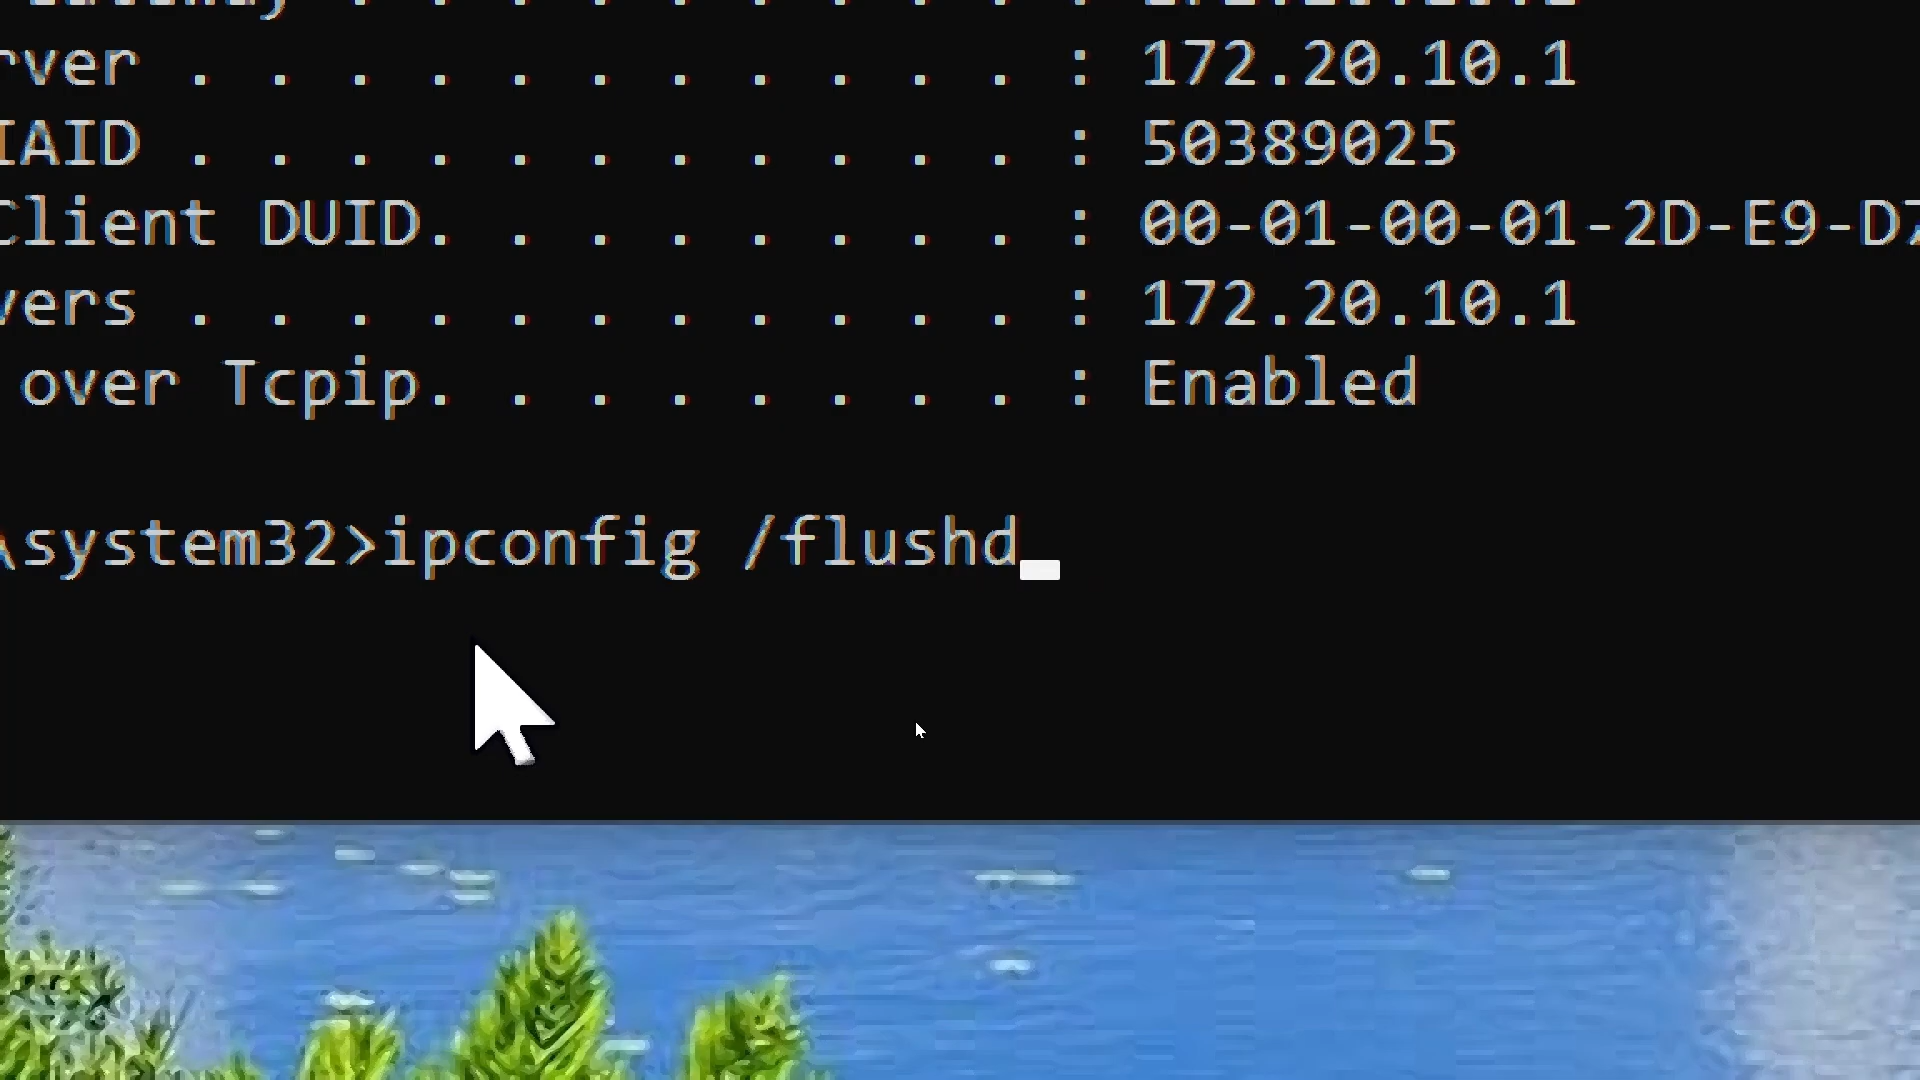 rver . . . . . . . . . . . : 172.20.10.1
IAID . . . . . . . . . . . : 50389025
Client DUID. . . . . . . . : 00-01-00-01-2D-E9-D7
vers . . . . . . . . . . . : 172.20.10.1
over Tcpip. . . . . . . . : Enabled
\system32>ipconfig /flushd